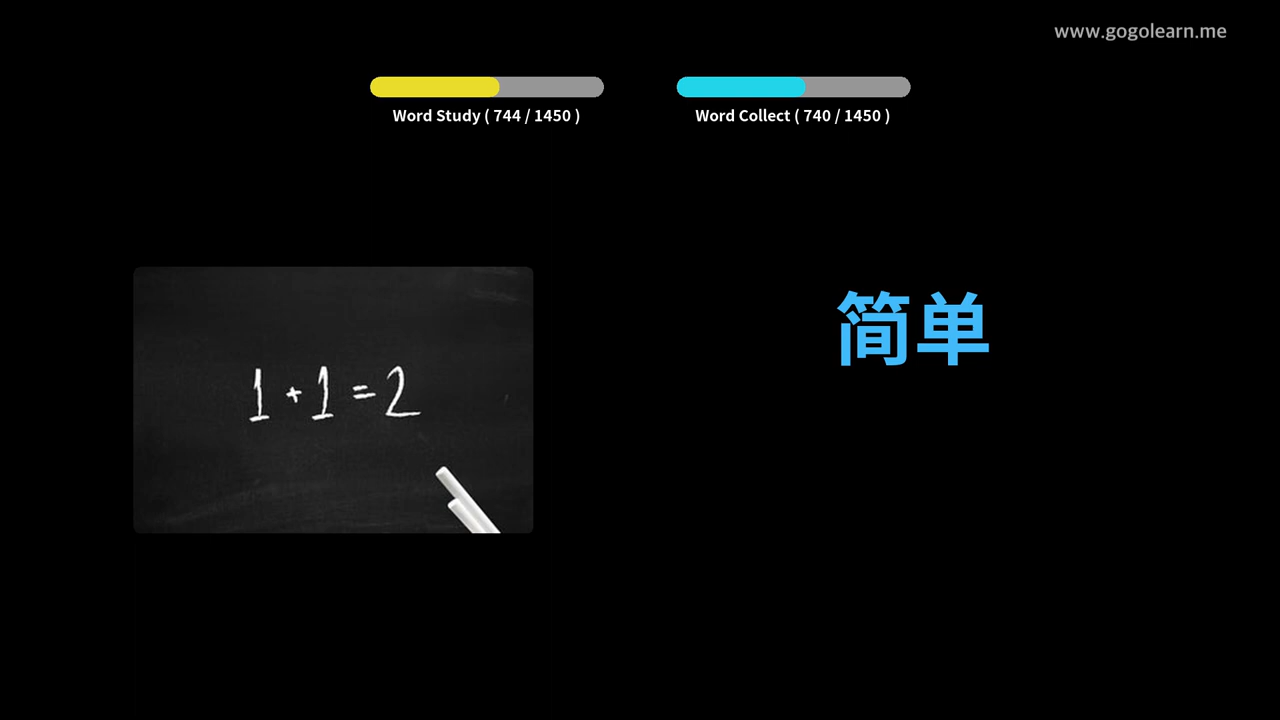 www.gogolearn.me
Word Study ( 744 / 1450 )
Word Collect ( 740 / 1450 )
简单
1 + 1 = 2